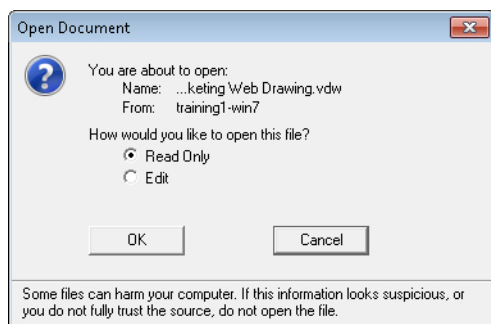 Open Document
You are about to open:
Name: ...keting Web Drawing.vdw
From: training1-win7
How would you like to open this file?
Read Only
Edit
OK Cancel
Some files can harm your computer. If this information looks suspicious, or
you do not fully trust the source, do not open the file.